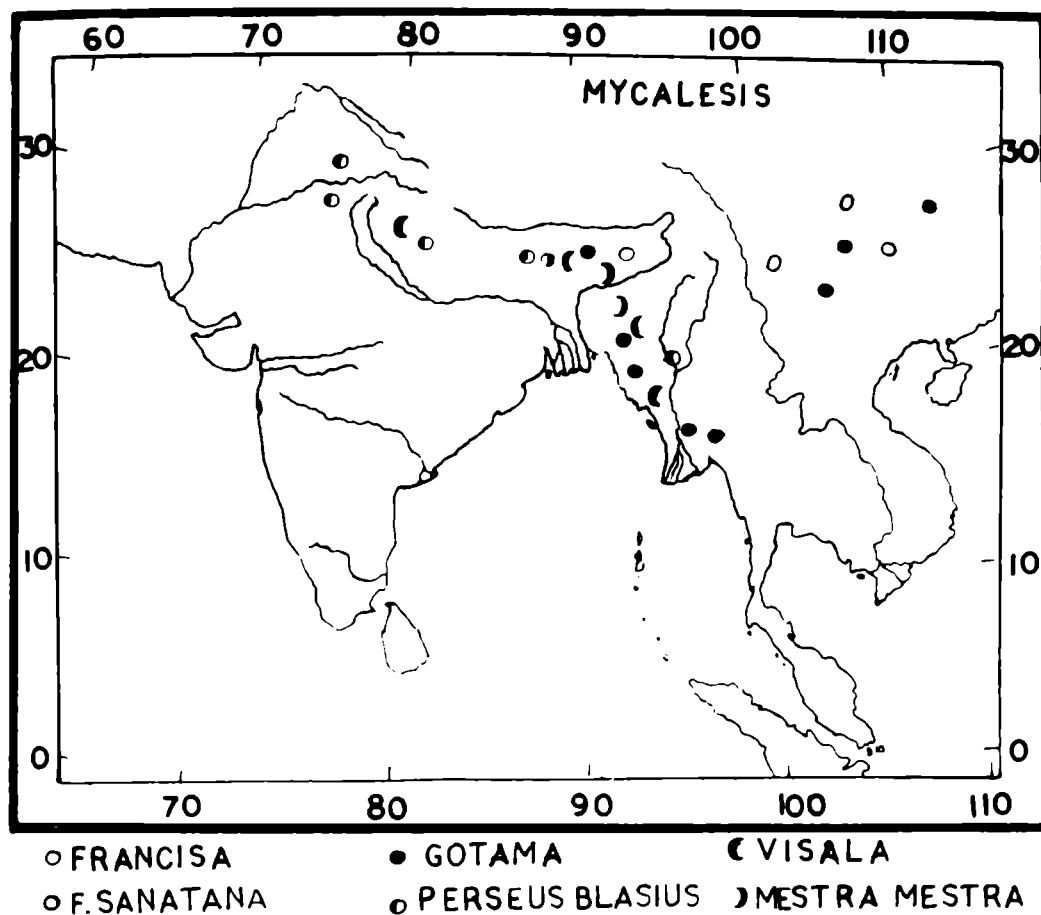 60 70 80 90 100 110
MYCALESIS
30 30
20 20
10 10
0 0
70 80 90 100 110
FRANCISA GOTAMA VISALA
F. SANATANA PERSEUS BLASIUS MESTRA MESTRA